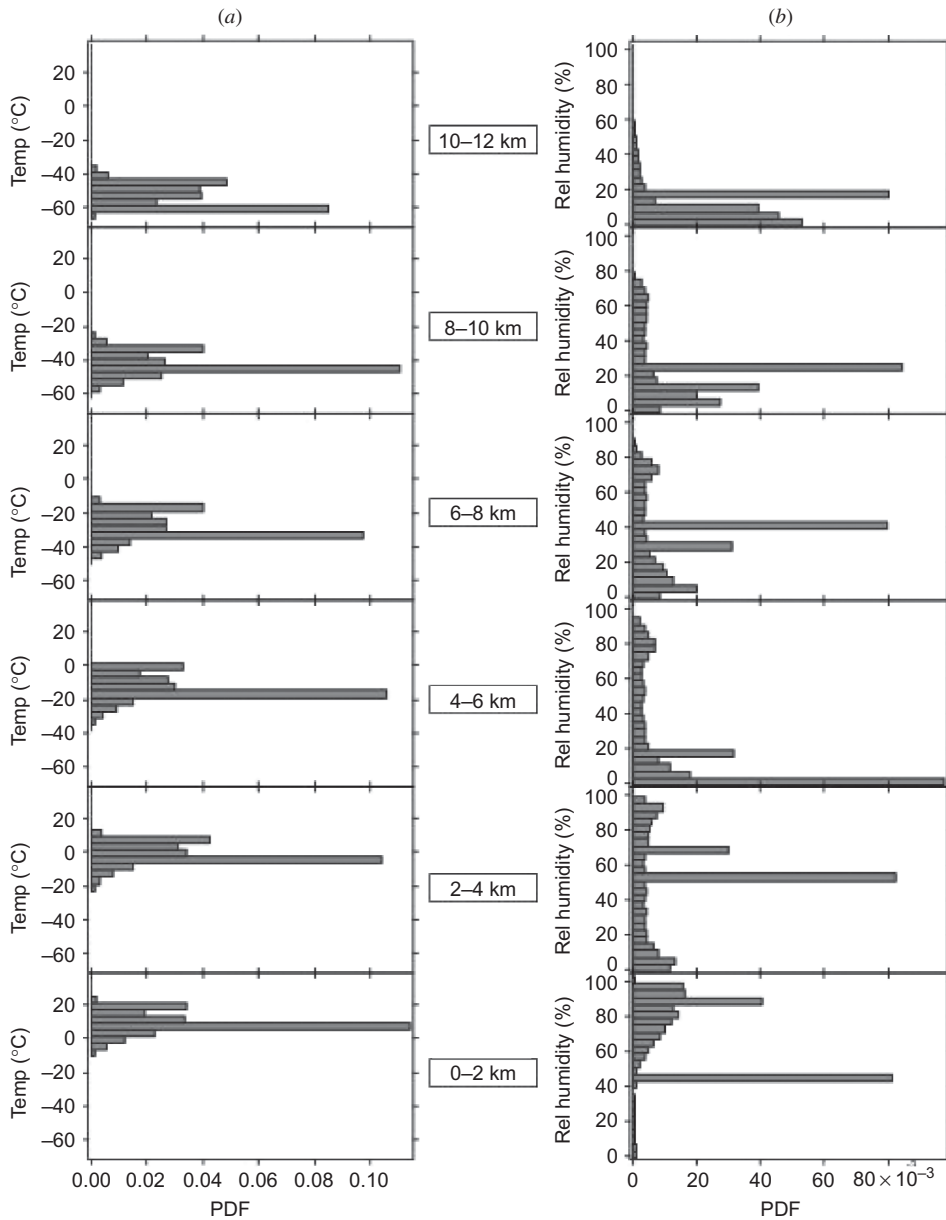 (a)
(b)
Temp (°C)
20
0
–20
–40
–60
10–12 km
Rel humidity (%)
100
80
60
40
20
0
Temp (°C)
20
0
–20
–40
–60
8–10 km
Rel humidity (%)
100
80
60
40
20
0
Temp (°C)
20
0
–20
–40
–60
6–8 km
Rel humidity (%)
100
80
60
40
20
0
Temp (°C)
20
0
–20
–40
–60
4–6 km
Rel humidity (%)
100
80
60
40
20
0
Temp (°C)
20
0
–20
–40
–60
2–4 km
Rel humidity (%)
100
80
60
40
20
0
Temp (°C)
20
0
–20
–40
–60
0–2 km
Rel humidity (%)
100
80
60
40
20
0
0.00 0.02 0.04 0.06 0.08 0.10
PDF
0 20 40 60 80 × 10⁻³
PDF